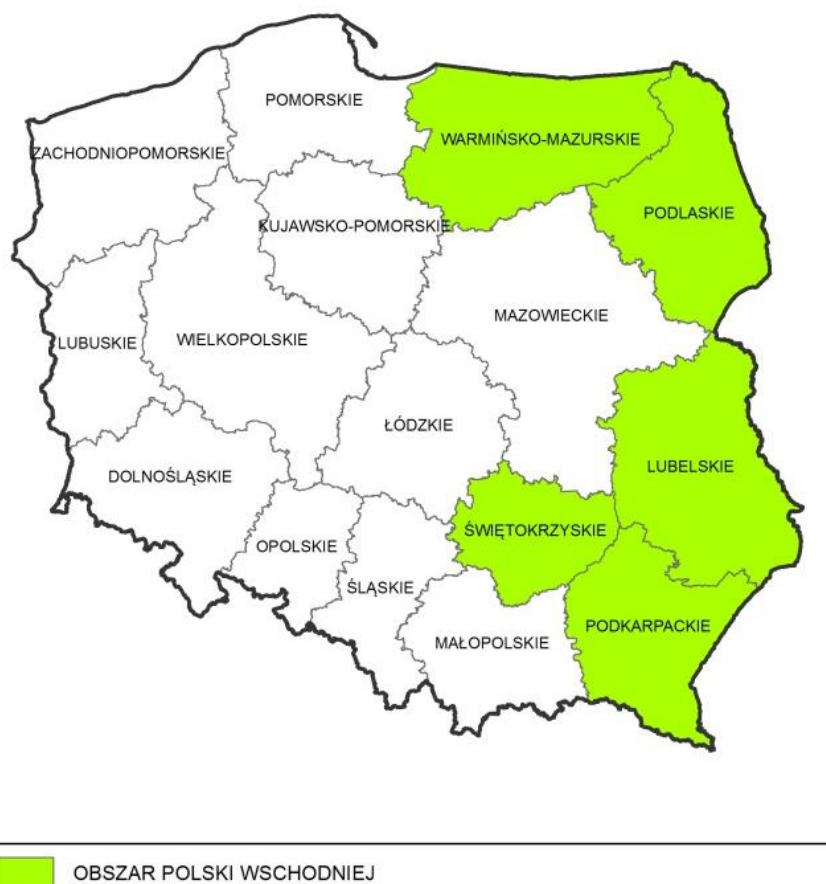 POMORSKIE
ZACHODNIOPOMORSKIE
WARMIŃSKO-MAZURSKIE
PODLASKIE
KUJAWSKO-POMORSKIE
MAZOWIECKIE
LUBUSKIE
WIELKOPOLSKIE
ŁÓDZKIE
DOLNOŚLĄSKIE
LUBELSKIE
ŚWIĘTOKRZYSKIE
OPOLSKIE
ŚLĄSKIE
PODKARPACKIE
MAŁOPOLSKIE
OBSZAR POLSKI WSCHODNIEJ